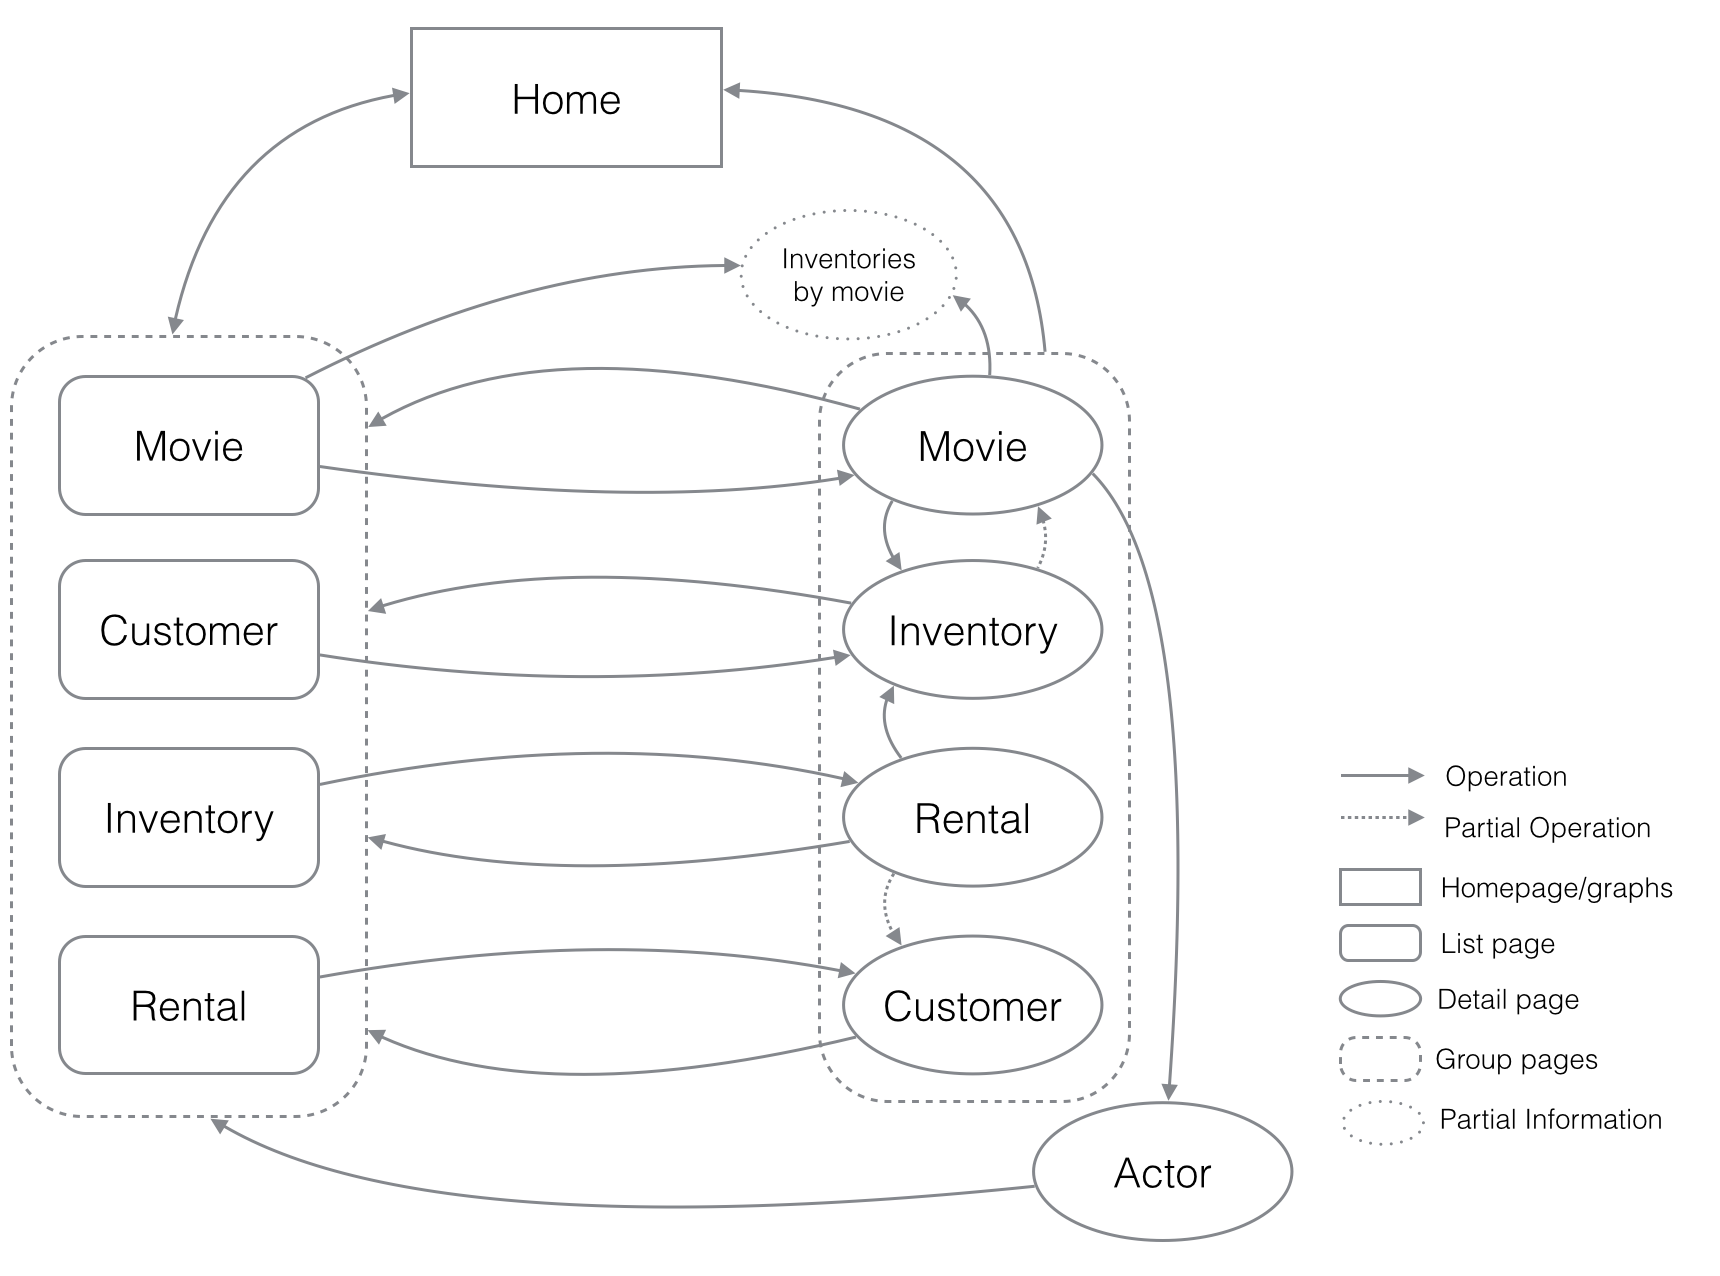 Home
Inventories
by movie
Movie
Movie
Customer
Inventory
Inventory
Rental
Rental
Customer
Actor
Operation
Partial Operation
Homepage/graphs
List page
Detail page
Group pages
Partial Information